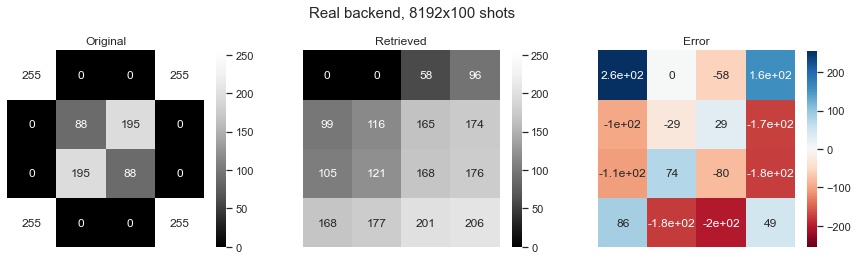 Real backend, 8192x100 shots
Original
255 0 0 255
0 88 195 0
0 195 88 0
255 0 0 255
250
200
150
100
50
0
Retrieved
0 0 58 96
99 116 165 174
105 121 168 176
168 177 201 206
250
200
150
100
50
0
Error
2.6e+02 0 -58 1.6e+02
-1e+02 -29 29 -1.7e+02
-1.1e+02 74 -80 -1.8e+02
86 -1.8e+02 -2e+02 49
200
100
0
−100
−200